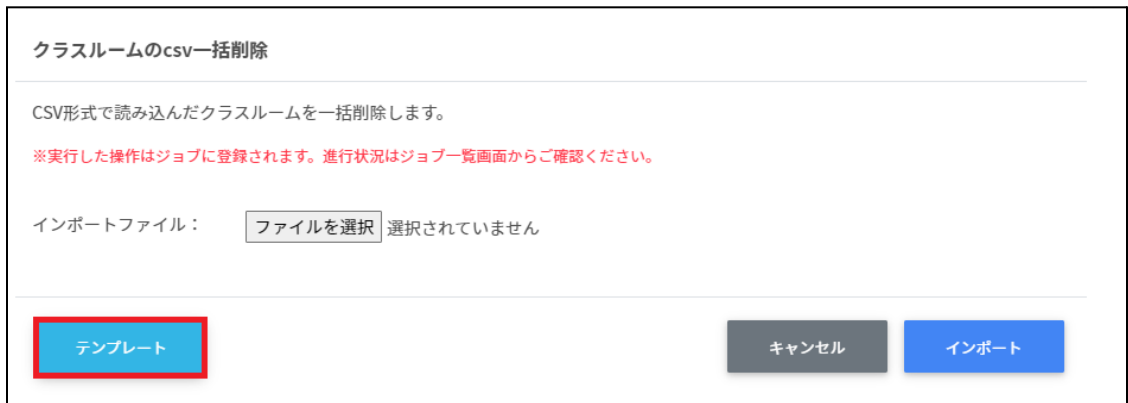 クラスルームのcsv一括削除
CSV形式で読み込んだクラスルームを一括削除します。
※実行した操作はジョブに登録されます。進行状況はジョブ一覧画面からご確認ください。
インポートファイル： ファイルを選択 選択されていません
テンプレート キャンセル インポート